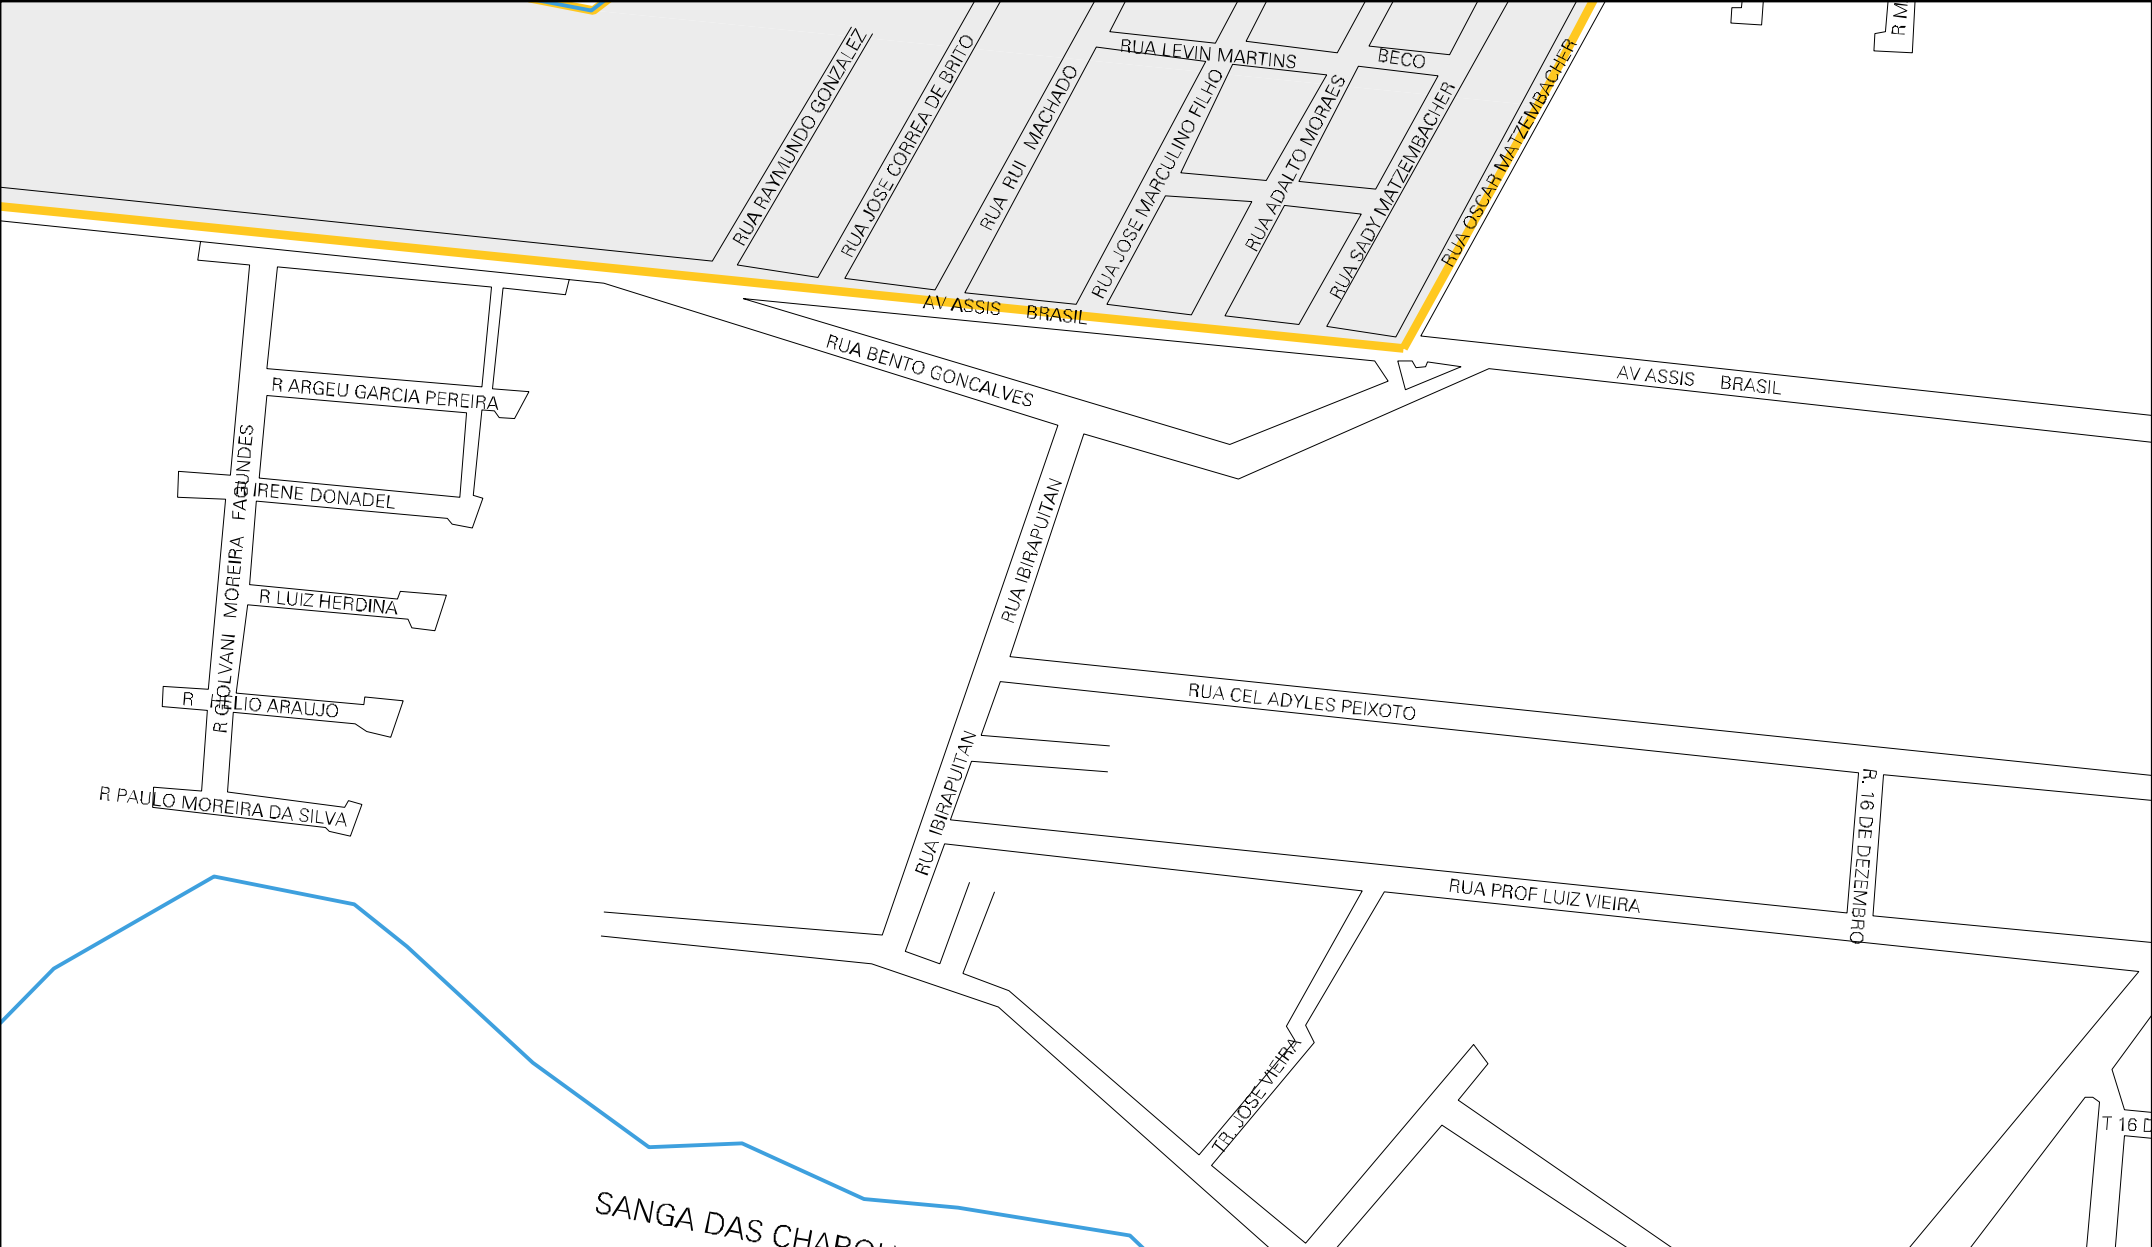 R M
RUA LEVIN MARTINS
BECO
RUA RAYMUNDO GONZALEZ
RUA JOSE CORREA DE BRITO
RUA RUI MACHADO
RUA JOSE MARCULINO FILHO
RUA ADALTO MORAES
RUA SADY MATZEMBACHER
RUA OSCAR MATZEMBACHER
AV ASSIS BRASIL
RUA BENTO GONCALVES
AV ASSIS BRASIL
R ARGEU GARCIA PEREIRA
R IRENE DONADEL
R GIOLVANI MOREIRA FAGUNDES
R LUIZ HERDINA
R HELIO ARAUJO
R PAULO MOREIRA DA SILVA
RUA IBIRAPUITAN
RUA CEL ADYLES PEIXOTO
RUA IBIRAPUITAN
R. 16 DE DEZEMBRO
RUA PROF LUIZ VIEIRA
TR. JOSE VIEIRA
T 16 D
SANGA DAS